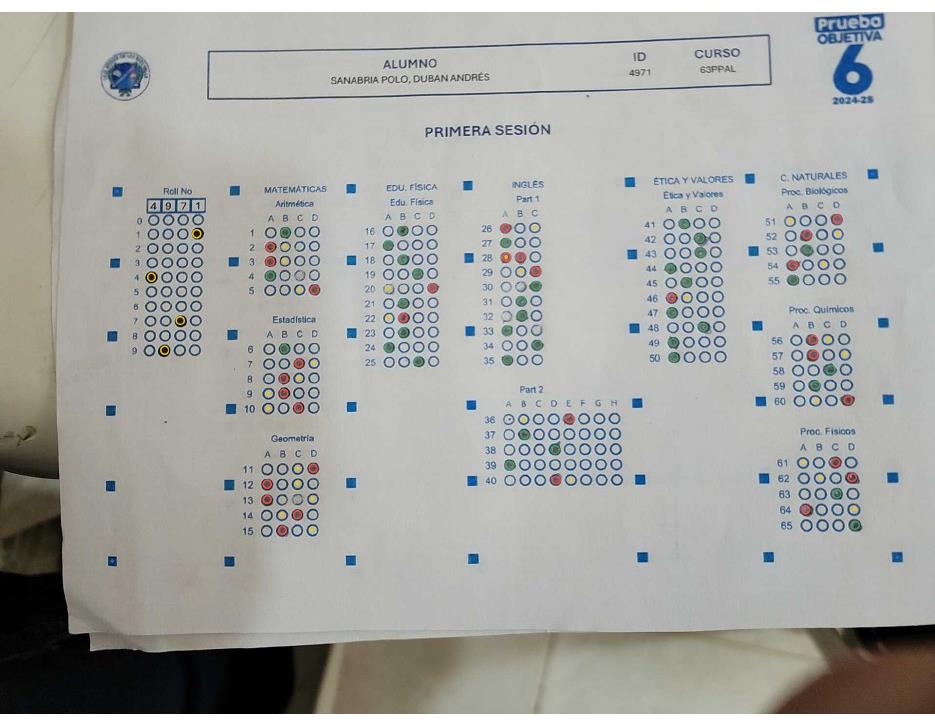 Prueba
OBJETIVA
6
2024-25
ALUMNO
SANABRIA POLO, DUBAN ANDRÉS
ID
4971
CURSO
63PPAL
PRIMERA SESIÓN
Roll No
4 9 7 1
0
1
2
3
4
5
6
7
8
9
MATEMÁTICAS
Aritmética
A B C D
1
2
3
4
5
Estadística
A B C D
6
7
8
9
10
Geometría
A B C D
11
12
13
14
15
EDU. FÍSICA
Edu. Física
A B C D
16
17
18
19
20
21
22
23
24
25
INGLÉS
Part 1
A B C
26
27
28
29
30
31
32
33
34
35
Part 2
A B C D E F G H
36
37
38
39
40
ÉTICA Y VALORES
Ética y Valores
A B C D
41
42
43
44
45
46
47
48
49
50
C. NATURALES
Proc. Biológicos
A B C D
51
52
53
54
55
Proc. Químicos
A B C D
56
57
58
59
60
Proc. Físicos
A B C D
61
62
63
64
65